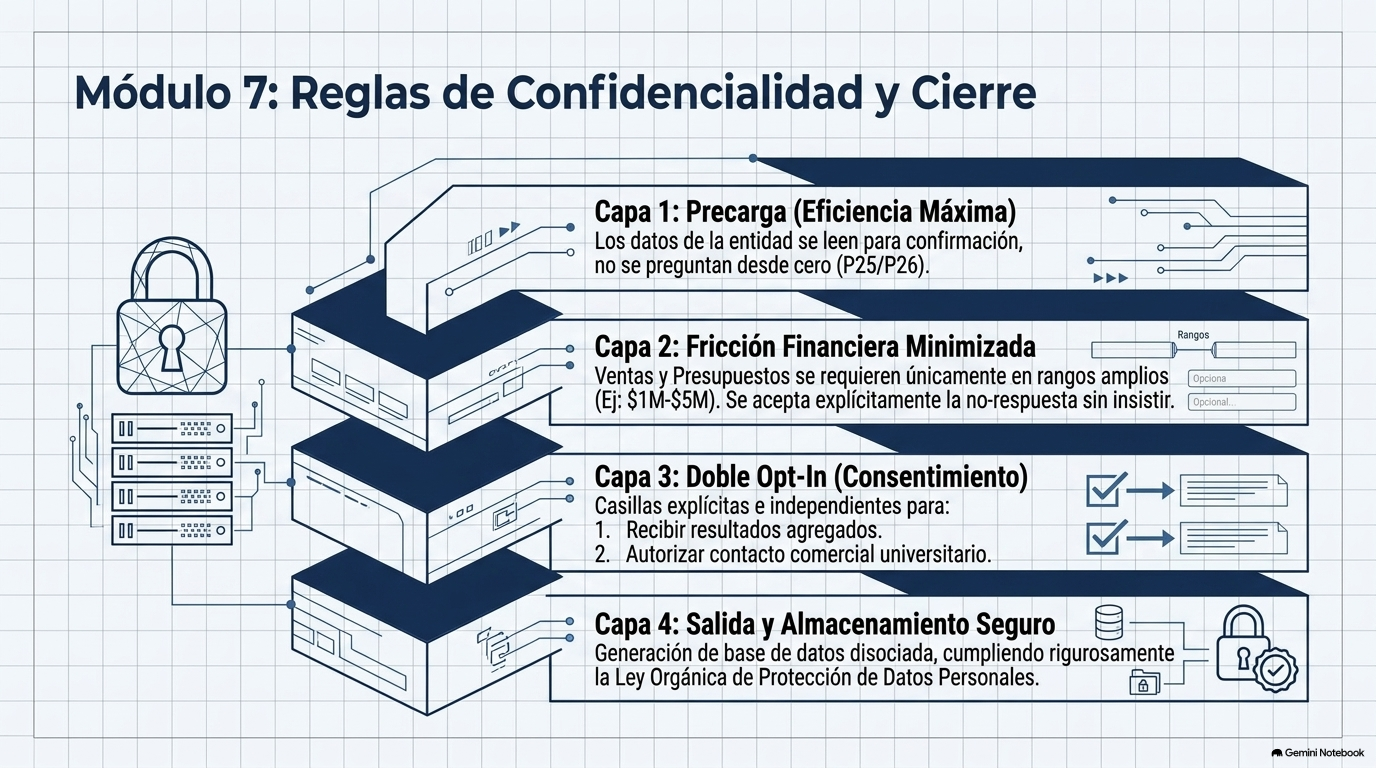 Módulo 7: Reglas de Confidencialidad y Cierre
Capa 1: Precarga (Eficiencia Máxima)
Los datos de la entidad se leen para confirmación,
no se preguntan desde cero (P25/P26).
Capa 2: Fricción Financiera Minimizada
Ventas y Presupuestos se requieren únicamente en rangos amplios
(Ej: $1M-$5M). Se acepta explícitamente la no-respuesta sin insistir.
Rangos
Opciona
Opcional...
Capa 3: Doble Opt-In (Consentimiento)
Casillas explícitas e independientes para:
1. Recibir resultados agregados.
2. Autorizar contacto comercial universitario.
Capa 4: Salida y Almacenamiento Seguro
Generación de base de datos disociada, cumpliendo rigurosamente
la Ley Orgánica de Protección de Datos Personales.
Gemini Notebook